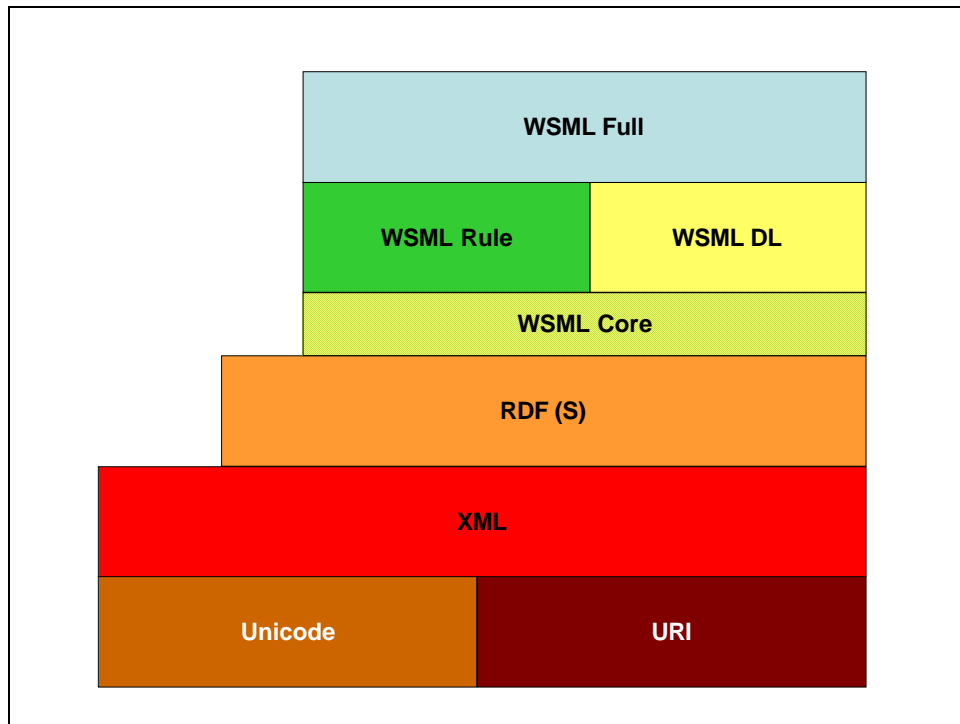 WSML Full
WSML Rule
WSML DL
WSML Core
RDF (S)
XML
Unicode
URI